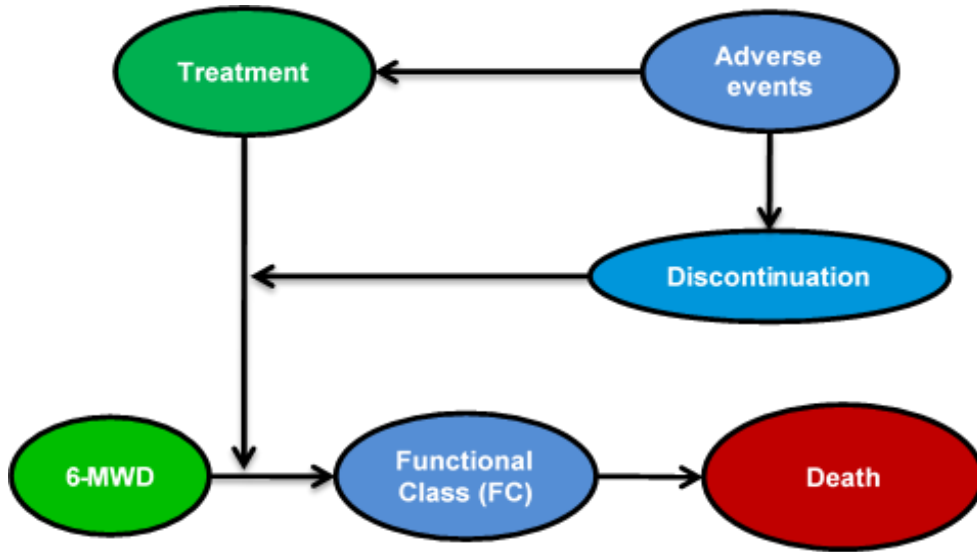 Treatment
Adverse
events
Discontinuation
6-MWD
Functional
Class (FC)
Death